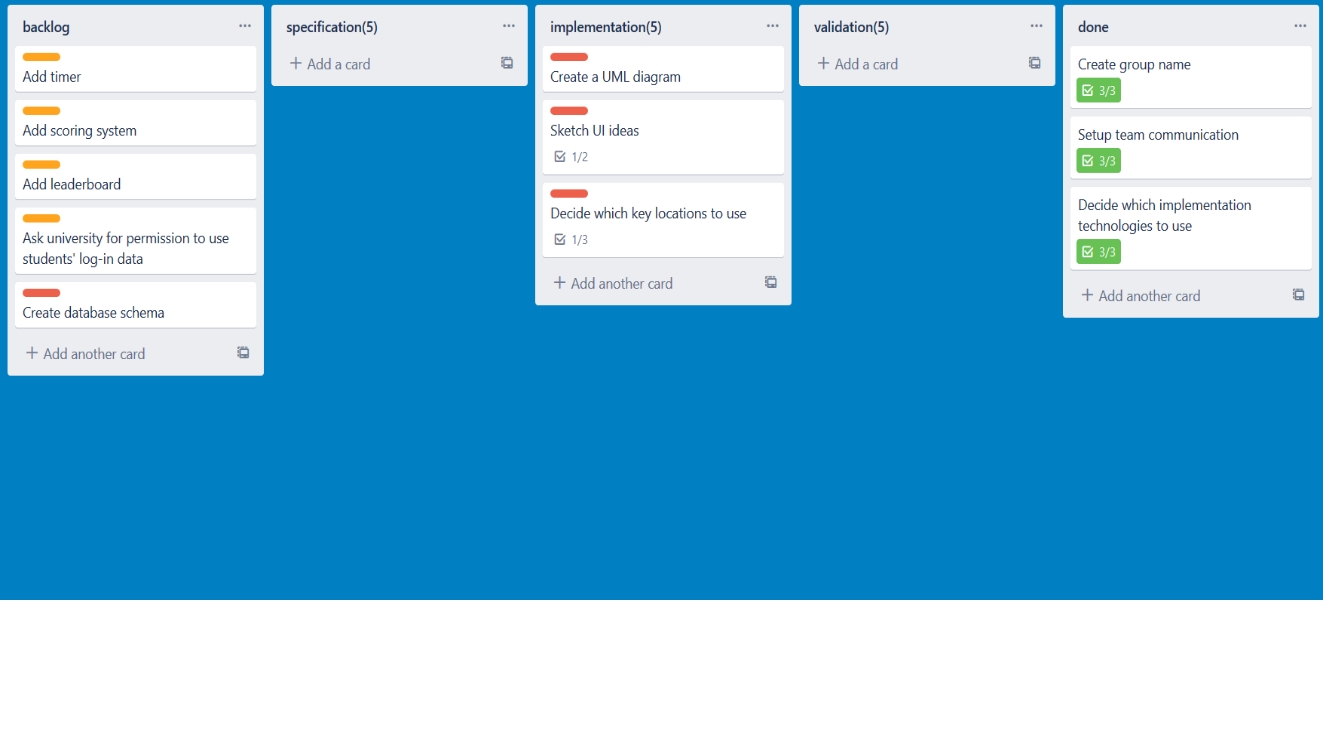 backlog
Add timer
Add scoring system
Add leaderboard
Ask university for permission to use
students' log-in data
Create database schema
+ Add another card
specification(5)
+ Add a card
implementation(5)
Create a UML diagram
Sketch UI ideas
1/2
Decide which key locations to use
1/3
+ Add another card
validation(5)
+ Add a card
done
Create group name
3/3
Setup team communication
3/3
Decide which implementation
technologies to use
3/3
+ Add another card